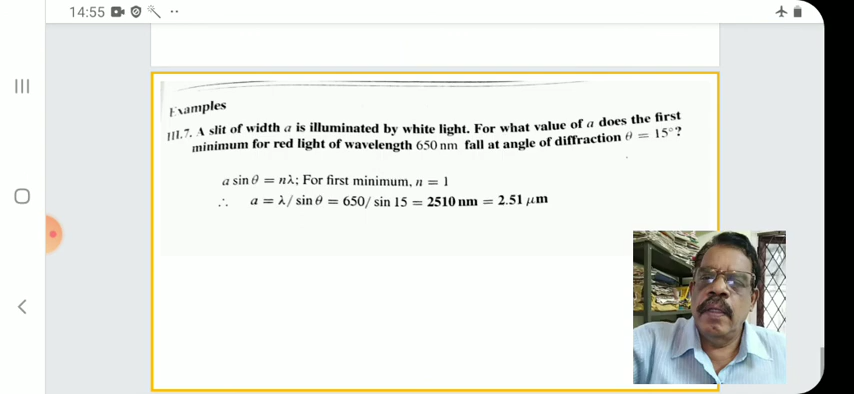 14:55
Examples
III.7. A slit of width a is illuminated by white light. For what value of a does the first
minimum for red light of wavelength 650 nm fall at angle of diffraction θ = 15°?
a sin θ = nλ; For first minimum, n = 1
∴ a = λ/ sin θ = 650/ sin 15 = 2510 nm = 2.51 μm